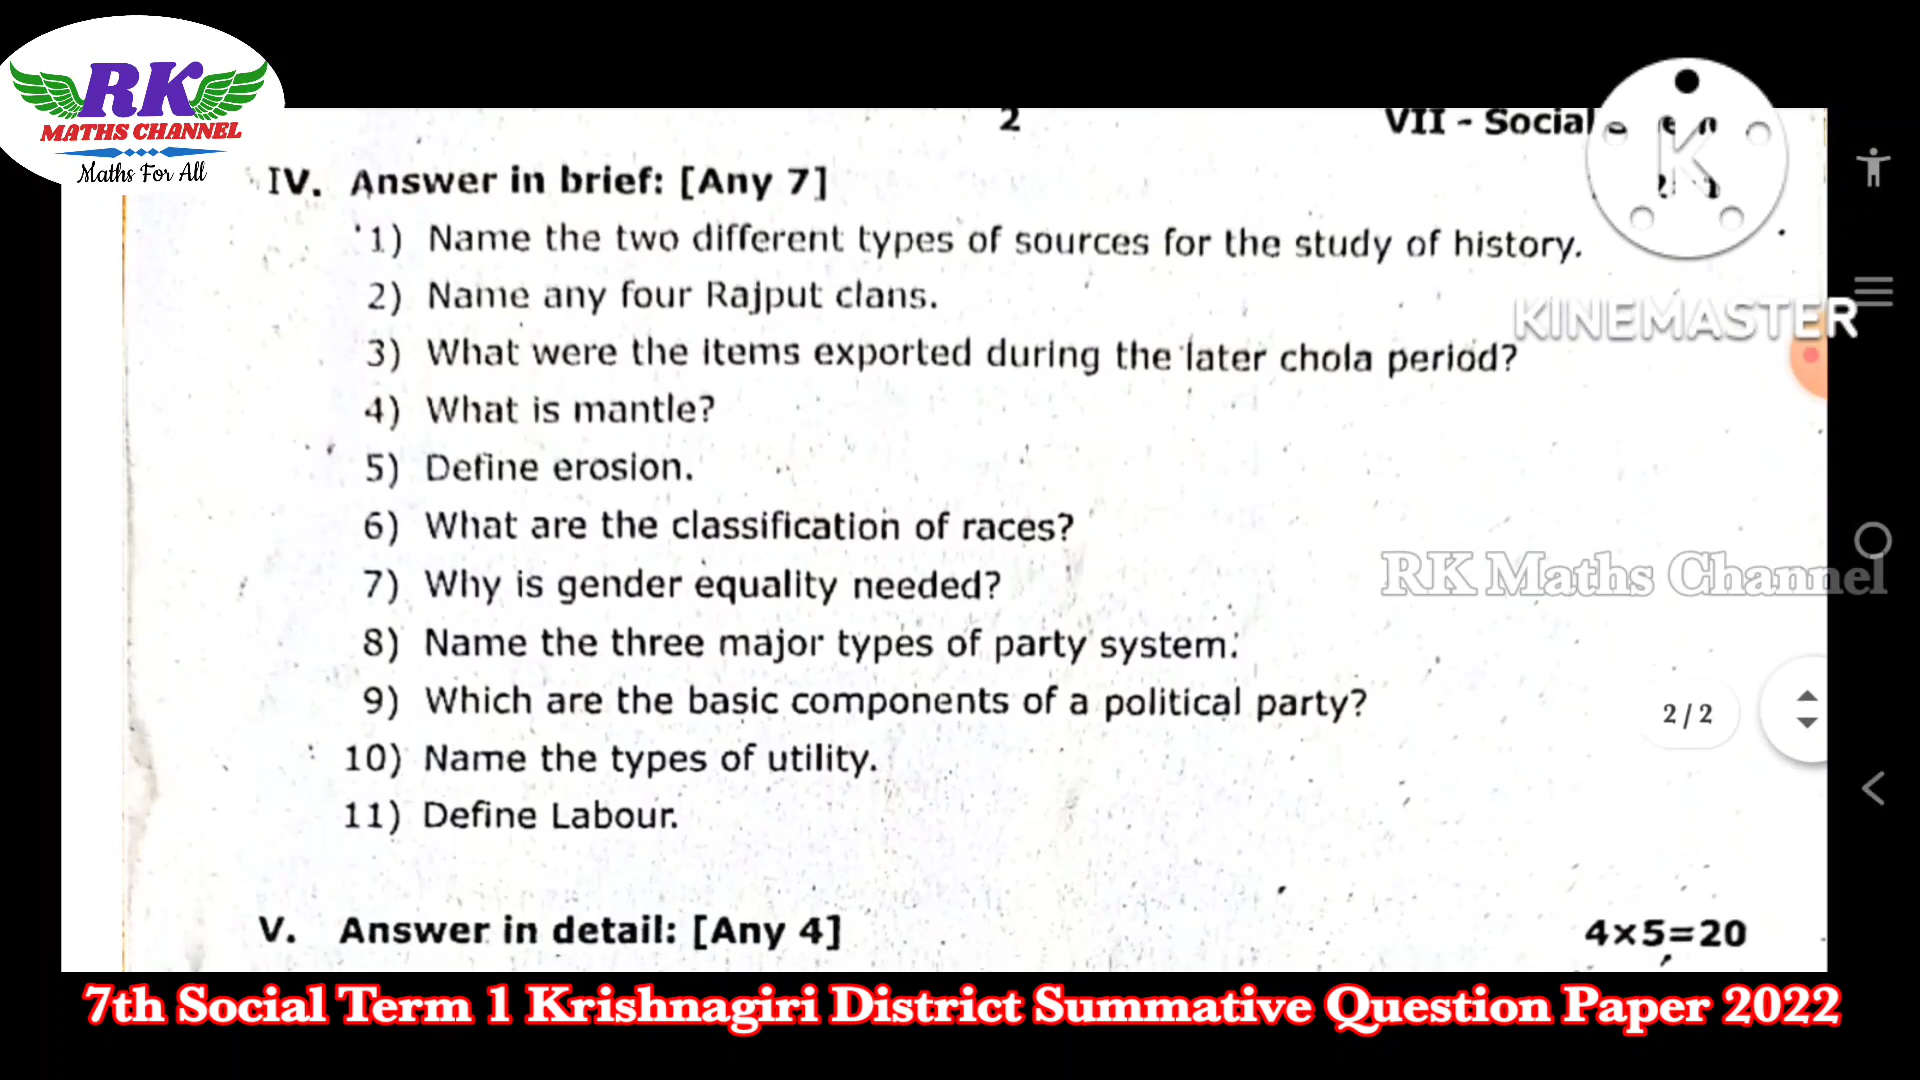 RK
MATHS CHANNEL
Maths For All
2
VII - Social
IV. Answer in brief: [Any 7]
1) Name the two different types of sources for the study of history.
2) Name any four Rajput clans.
KINEMASTER
3) What were the items exported during the later chola period?
4) What is mantle?
5) Define erosion.
6) What are the classification of races?
RK Maths Channel
7) Why is gender equality needed?
8) Name the three major types of party system.
9) Which are the basic components of a political party?
2/2
10) Name the types of utility.
11) Define Labour.
V. Answer in detail: [Any 4] 4x5=20
7th Social Term 1 Krishnagiri District Summative Question Paper 2022